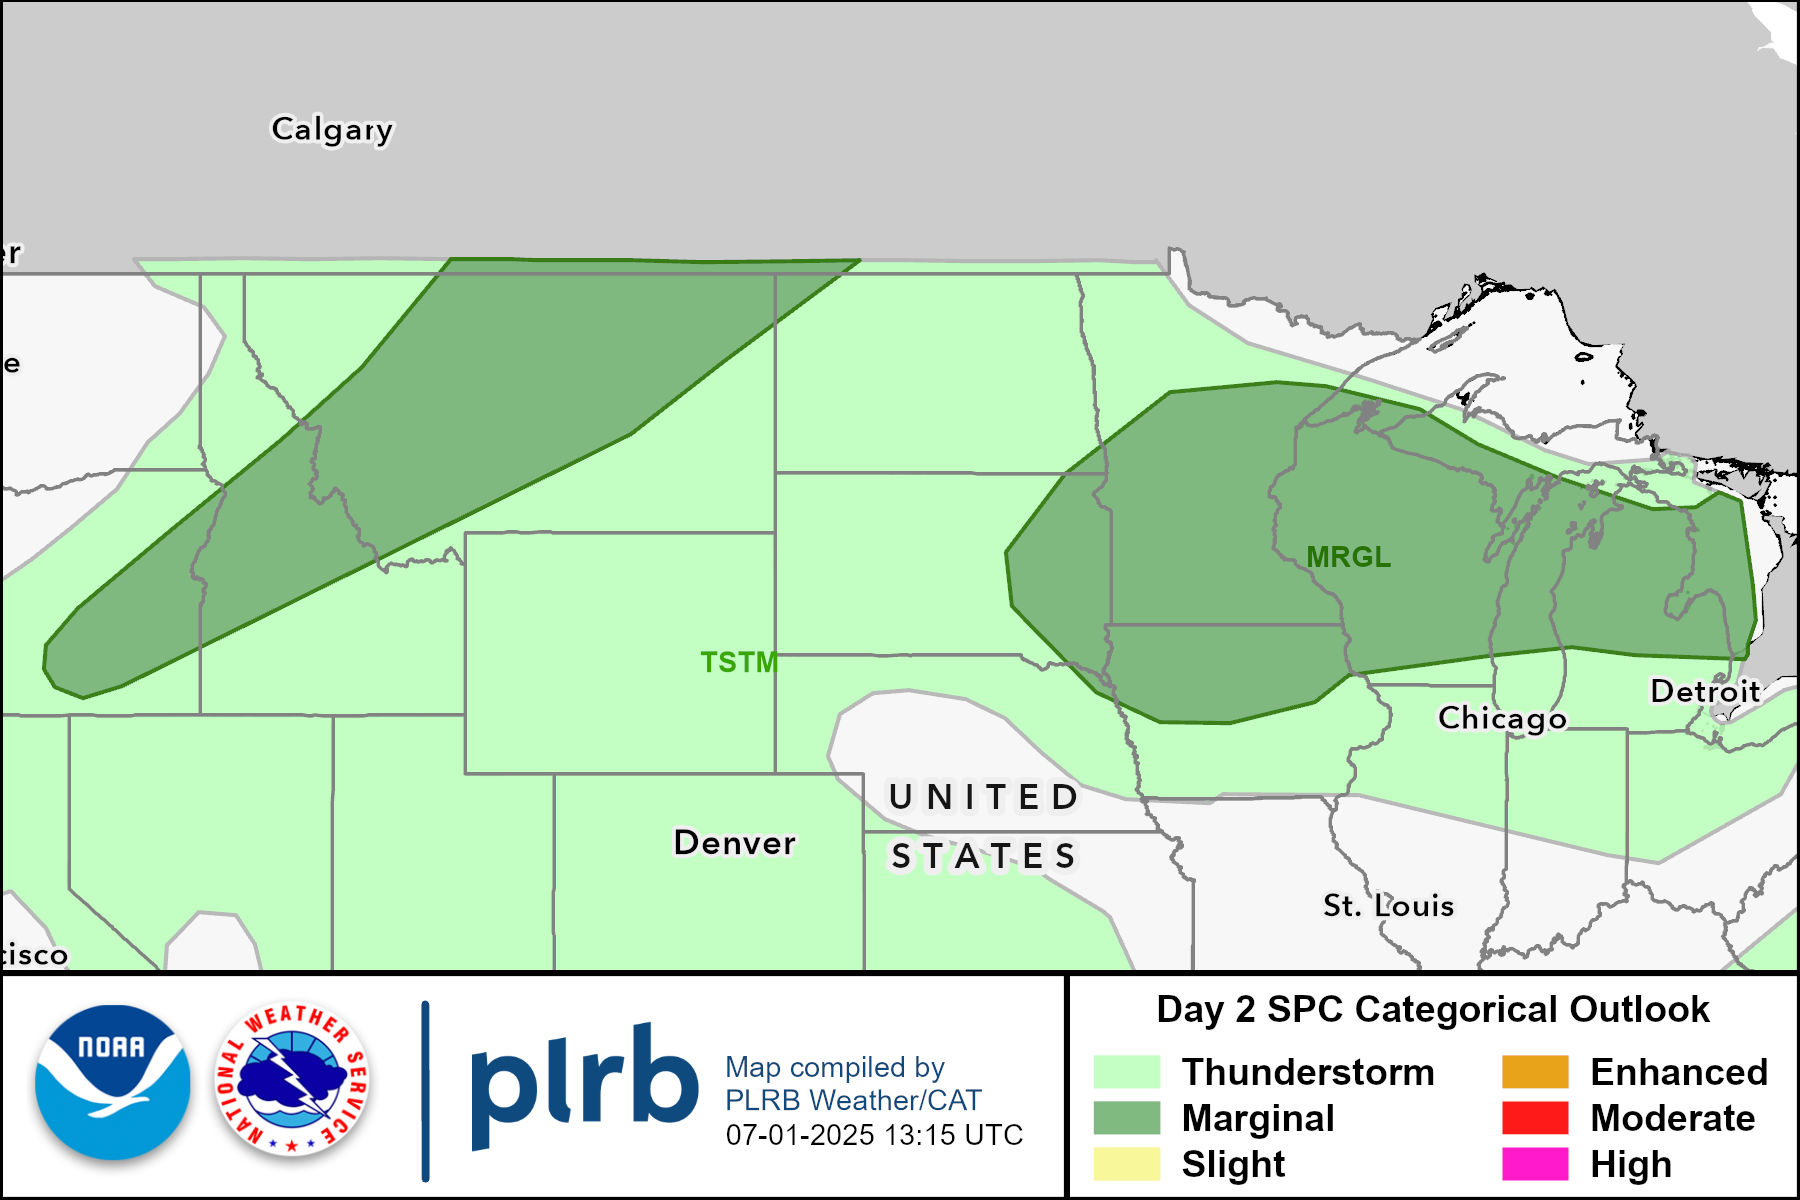 Calgary
er
e
MRGL
TSTM
Detroit
Chicago
UNITED
STATES
Denver
St. Louis
cisco
NOAA
NATIONAL WEATHER SERVICE
plrb
Map compiled by
PLRB Weather/CAT
07-01-2025 13:15 UTC
Day 2 SPC Categorical Outlook
Thunderstorm
Marginal
Slight
Enhanced
Moderate
High